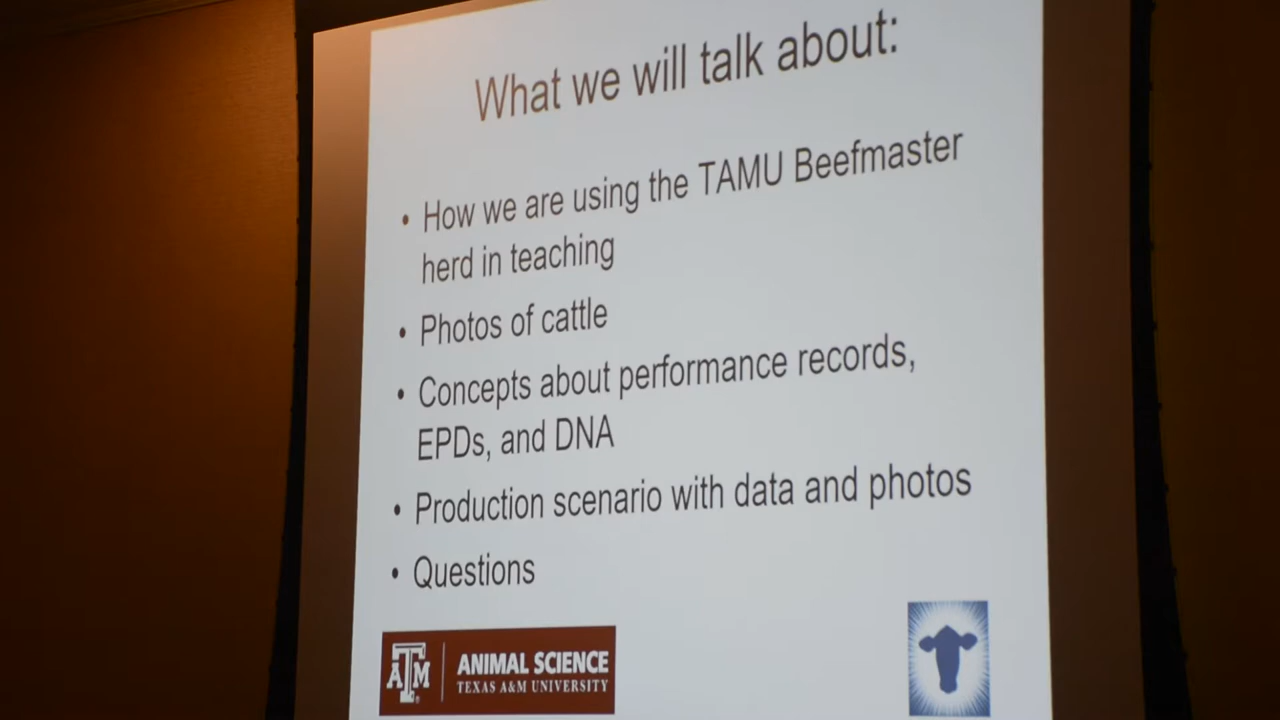 What we will talk about:
• How we are using the TAMU Beefmaster
herd in teaching
• Photos of cattle
• Concepts about performance records,
EPDs, and DNA
• Production scenario with data and photos
• Questions
ATM
ANIMAL SCIENCE
TEXAS A&M UNIVERSITY